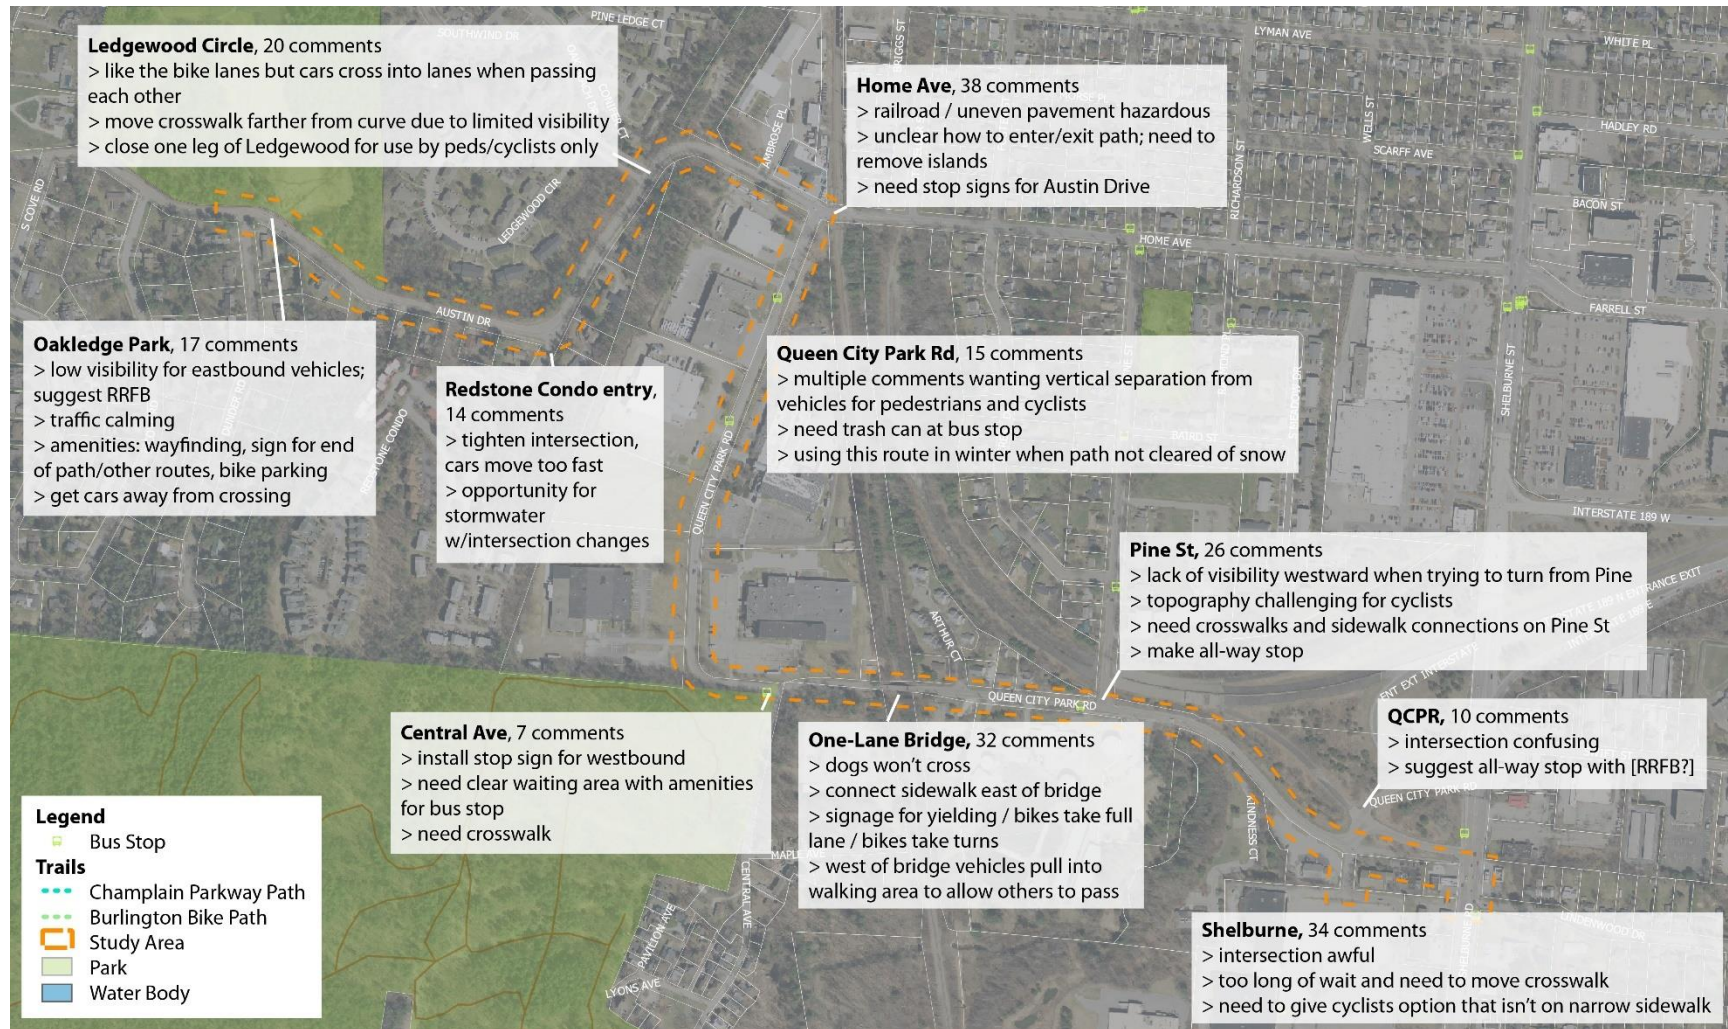 Ledgewood Circle, 20 comments
> like the bike lanes but cars cross into lanes when passing
each other
> move crosswalk farther from curve due to limited visibility
> close one leg of Ledgewood for use by peds/cyclists only
Home Ave, 38 comments
> railroad / uneven pavement hazardous
> unclear how to enter/exit path; need to
remove islands
> need stop signs for Austin Drive
Oakledge Park, 17 comments
> low visibility for eastbound vehicles;
suggest RRFB
> traffic calming
> amenities: wayfinding, sign for end
of path/other routes, bike parking
> get cars away from crossing
Redstone Condo entry,
14 comments
> tighten intersection,
cars move too fast
> opportunity for
stormwater
w/intersection changes
Queen City Park Rd, 15 comments
> multiple comments wanting vertical separation from
vehicles for pedestrians and cyclists
> need trash can at bus stop
> using this route in winter when path not cleared of snow
Pine St, 26 comments
> lack of visibility westward when trying to turn from Pine
> topography challenging for cyclists
> need crosswalks and sidewalk connections on Pine St
> make all-way stop
Central Ave, 7 comments
> install stop sign for westbound
> need clear waiting area with amenities
for bus stop
> need crosswalk
One-Lane Bridge, 32 comments
> dogs won't cross
> connect sidewalk east of bridge
> signage for yielding / bikes take full
lane / bikes take turns
> west of bridge vehicles pull into
walking area to allow others to pass
QCPR, 10 comments
> intersection confusing
> suggest all-way stop with [RRFB?]
Shelburne, 34 comments
> intersection awful
> too long of wait and need to move crosswalk
> need to give cyclists option that isn't on narrow sidewalk
Legend
Bus Stop
Trails
Champlain Parkway Path
Burlington Bike Path
Study Area
Park
Water Body
PINE LEDGE CT
SOUTHWIND DR
S COVE RD
LEDGEWOOD CIR
AUSTIN DR
AMBROSE PL
BRIGGS ST
LYMAN AVE
WHITE PL
WELLS ST
HADLEY RD
SCARFF AVE
RICHARDSON ST
BACON ST
HOME AVE
FARRELL ST
SHELBURNE ST
BAIRD ST
INTERSTATE 189 W
INTERSTATE 189 N ENTRANCE EXIT
INTERSTATE 189 E
REDSTONE CONDO
QUEEN CITY PARK RD
ARTHUR CT
QUEEN CITY PARK RD
QUEEN CITY PARK RD
KINDNESS CT
MAPLE AVE
CENTRAL AVE
PAVILION AVE
LYONS AVE
SHELBURNE RD
LINDENWOOD DR